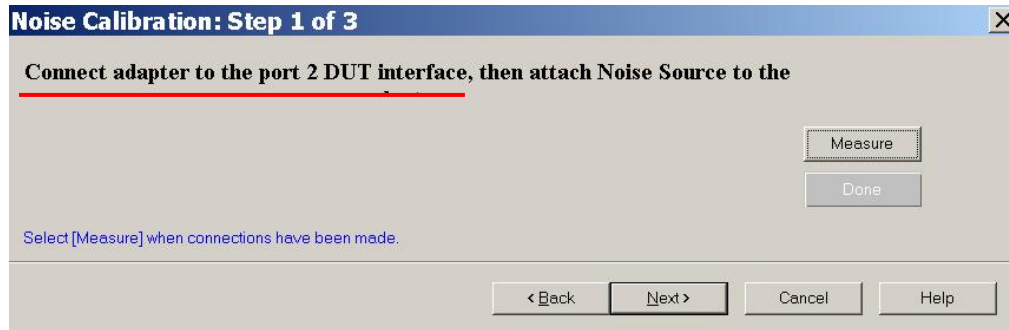 Noise Calibration: Step 1 of 3
Connect adapter to the port 2 DUT interface, then attach Noise Source to the
Measure
Done
Select [Measure] when connections have been made.
< Back
Next >
Cancel
Help